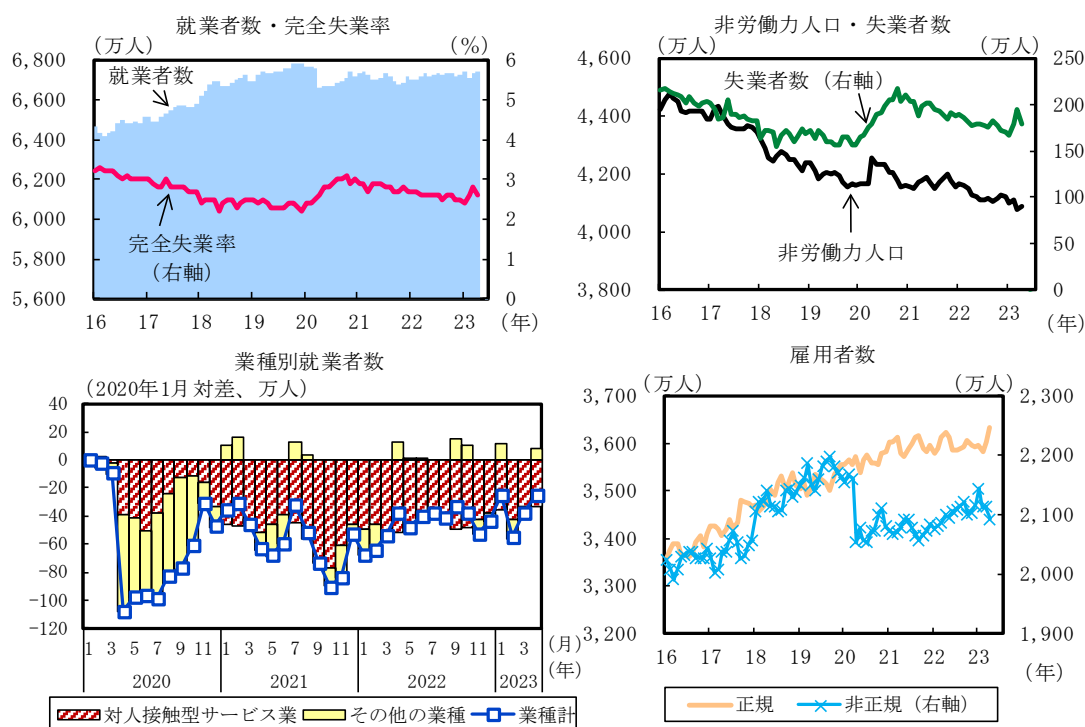 就業者数・完全失業率
(万人)
(%)
6,800
6,600
6,400
6,200
6,000
5,800
5,600
6
5
4
3
2
1
0
就業者数
完全失業率
(右軸)
16 17 18 19 20 21 22 23
(年)
非労働力人口・失業者数
(万人)
(万人)
4,600
4,400
4,200
4,000
3,800
250
200
150
100
50
0
失業者数 (右軸)
非労働力人口
16 17 18 19 20 21 22 23
(年)
業種別就業者数
(2020年1月対差、万人)
40
20
0
-20
-40
-60
-80
-100
-120
1 3 5 7 9 11 1 3 5 7 9 11 1 3 5 7 9 11 1 3
(月)
2020 2021 2022 2023
(年)
対人接触型サービス業 その他の業種 業種計
雇用者数
(万人)
(万人)
3,700
3,600
3,500
3,400
3,300
3,200
2,300
2,200
2,100
2,000
1,900
16 17 18 19 20 21 22 23
(年)
正規 非正規 (右軸)